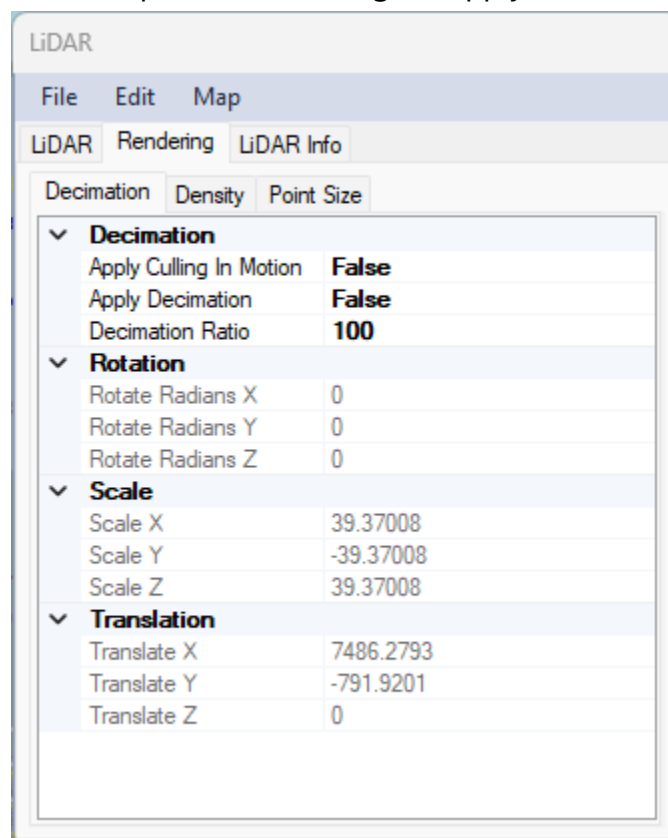 LiDAR
File Edit Map
LiDAR Rendering LiDAR Info
Decimation Density Point Size
Decimation
Apply Culling In Motion False
Apply Decimation False
Decimation Ratio 100
Rotation
Rotate Radians X 0
Rotate Radians Y 0
Rotate Radians Z 0
Scale
Scale X 39.37008
Scale Y -39.37008
Scale Z 39.37008
Translation
Translate X 7486.2793
Translate Y -791.9201
Translate Z 0